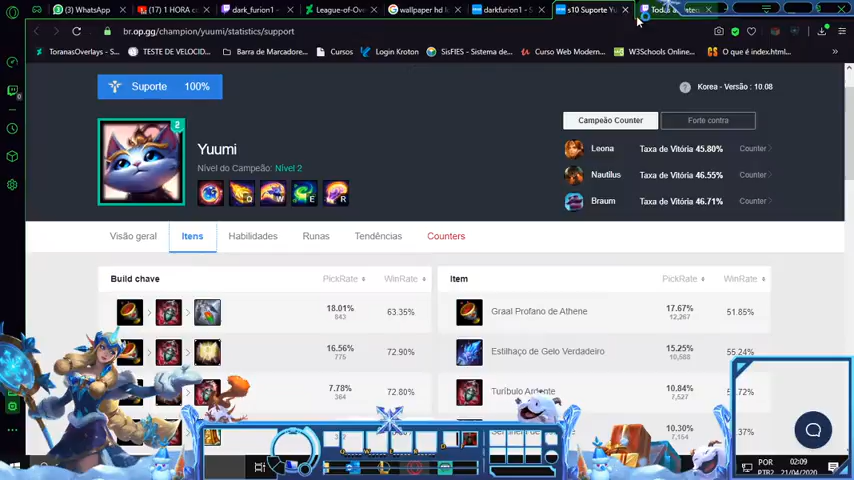 (3) WhatsApp
(17) 1 HORA c
dark_furion1
League-of-Ov
wallpaper hd l
darkfurion1 - S
s10 Suporte Yu
br.op.gg/champion/yuumi/statistics/support
ToranasOverlays - S...
TESTE DE VELOCID...
Barra de Marcadore...
Cursos
Login Kroton
SisFIES - Sistema de...
Curso Web Modern...
W3Schools Online...
O que é index.html...
Suporte 100%
Korea - Versão : 10.08
2
Yuumi
Nível do Campeão: Nível 2
Q
W
E
R
Campeão Counter
Forte contra
Leona
Taxa de Vitória 45.80%
Counter
Nautilus
Taxa de Vitória 46.55%
Counter
Braum
Taxa de Vitória 46.71%
Counter
Visão geral
Itens
Habilidades
Runas
Tendências
Counters
Build chave
PickRate
WinRate
18.01%
843
63.35%
16.56%
775
72.90%
7.78%
364
72.80%
Item
PickRate
WinRate
Graal Profano de Athene
17.67%
12,267
51.85%
Estilhaço de Gelo Verdadeiro
15.25%
10,588
55.24%
Turíbulo Ardente
10.84%
7,527
10.30%
7,154
POR
PTB2
02:09
21/04/2020